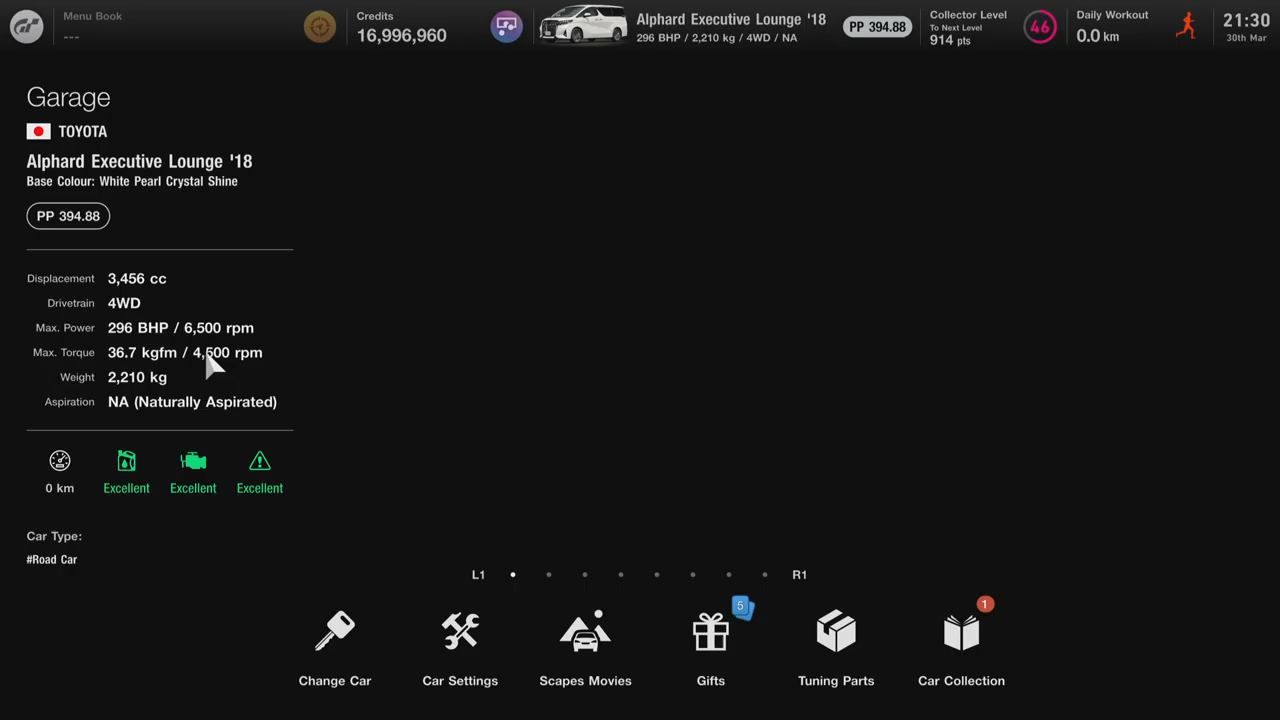 Menu Book
---
Credits
16,996,960
Alphard Executive Lounge '18
296 BHP / 2,210 kg / 4WD / NA
PP 394.88
Collector Level
To Next Level
914 pts
46
Daily Workout
0.0 km
21:30
30th Mar
Garage
TOYOTA
Alphard Executive Lounge '18
Base Colour: White Pearl Crystal Shine
PP 394.88
Displacement 3,456 cc
Drivetrain 4WD
Max. Power 296 BHP / 6,500 rpm
Max. Torque 36.7 kgfm / 4,500 rpm
Weight 2,210 kg
Aspiration NA (Naturally Aspirated)
0 km Excellent Excellent Excellent
Car Type:
#Road Car
L1 R1
5 1
Change Car Car Settings Scapes Movies Gifts Tuning Parts Car Collection